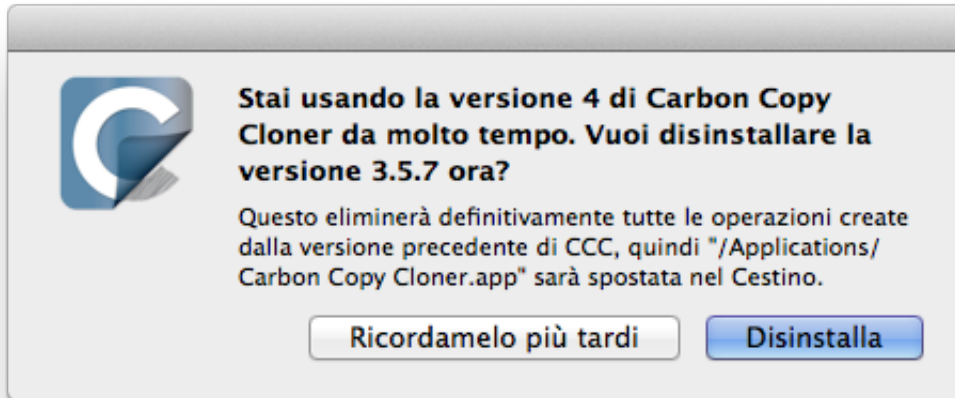 Stai usando la versione 4 di Carbon Copy
Cloner da molto tempo. Vuoi disinstallare la
versione 3.5.7 ora?
Questo eliminerà definitivamente tutte le operazioni create
dalla versione precedente di CCC, quindi "/Applications/
Carbon Copy Cloner.app" sarà spostata nel Cestino.
Ricordamelo più tardi
Disinstalla